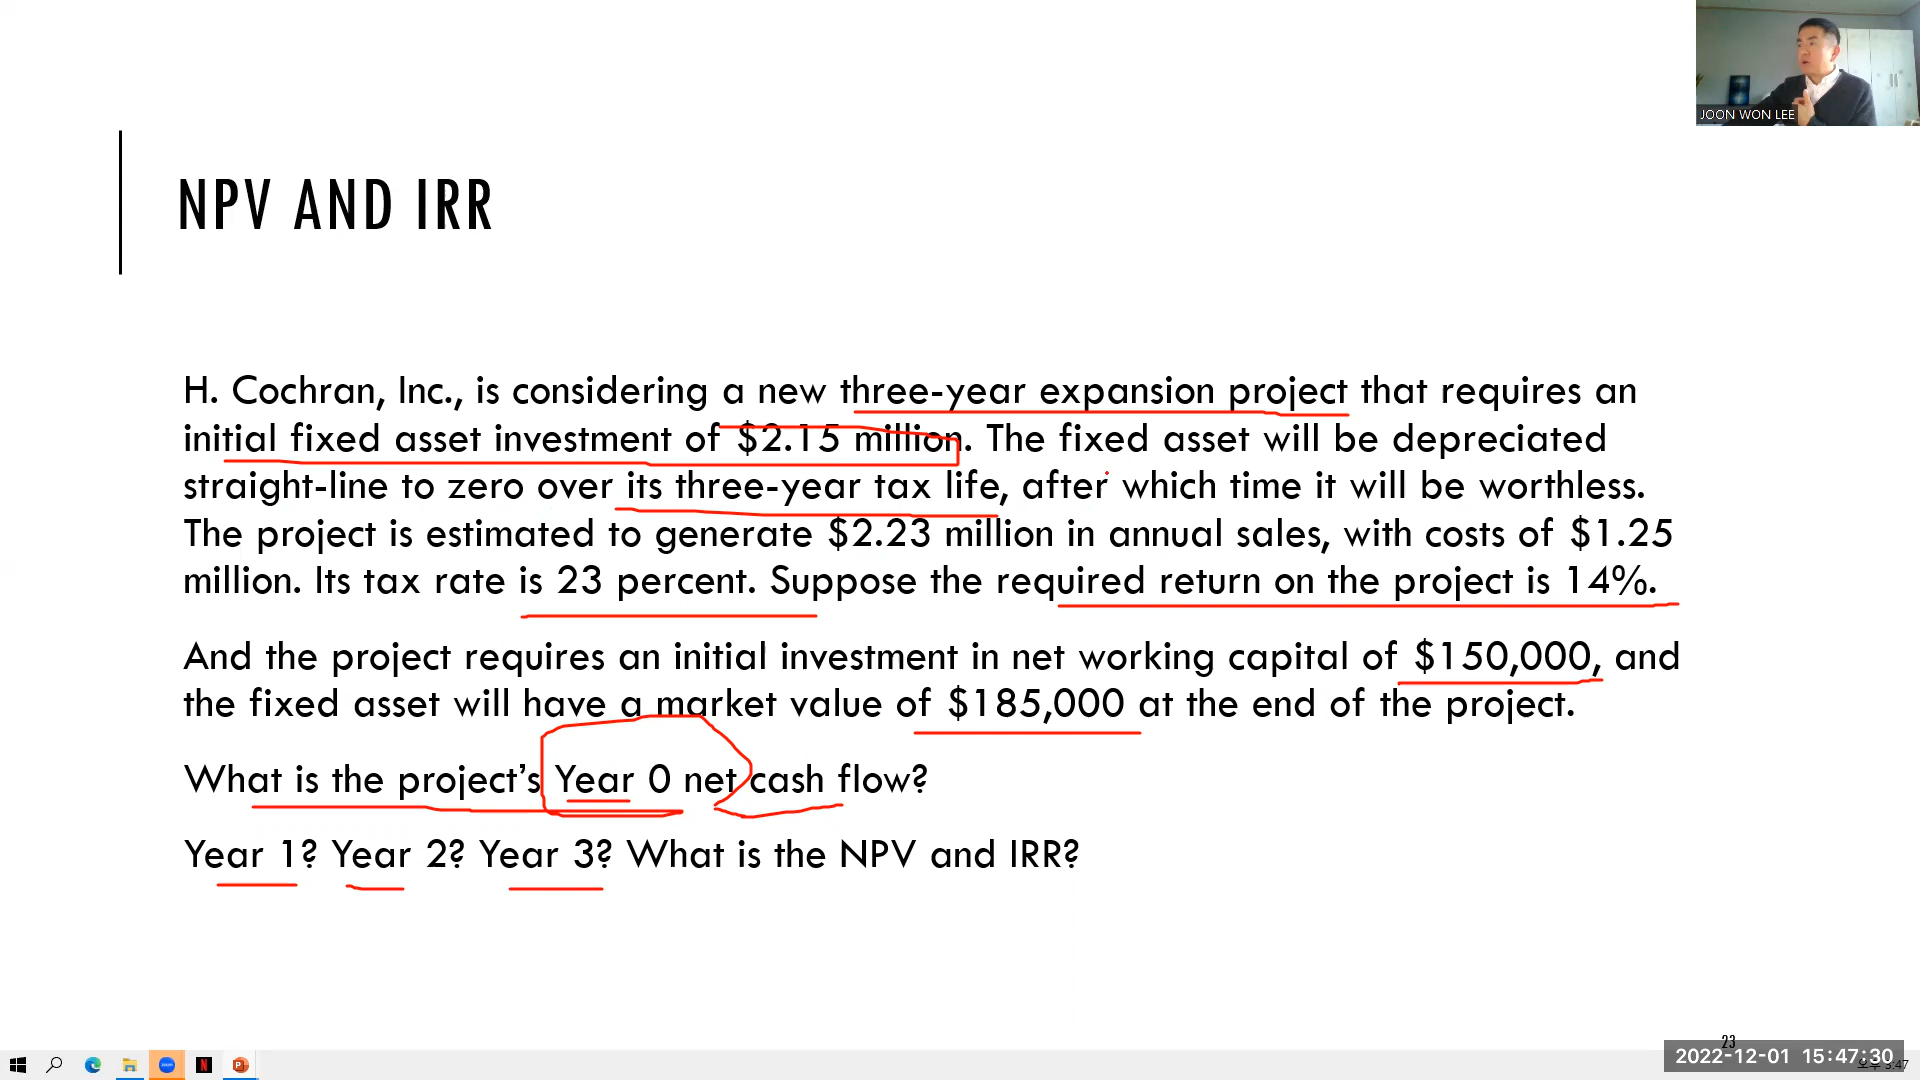 JOON WON LEE
NPV AND IRR
H. Cochran, Inc., is considering a new three-year expansion project that requires an
initial fixed asset investment of $2.15 million. The fixed asset will be depreciated
straight-line to zero over its three-year tax life, after which time it will be worthless.
The project is estimated to generate $2.23 million in annual sales, with costs of $1.25
million. Its tax rate is 23 percent. Suppose the required return on the project is 14%.
And the project requires an initial investment in net working capital of $150,000, and
the fixed asset will have a market value of $185,000 at the end of the project.
What is the project’s Year 0 net cash flow?
Year 1? Year 2? Year 3? What is the NPV and IRR?
23
2022-12-01 15:47:30